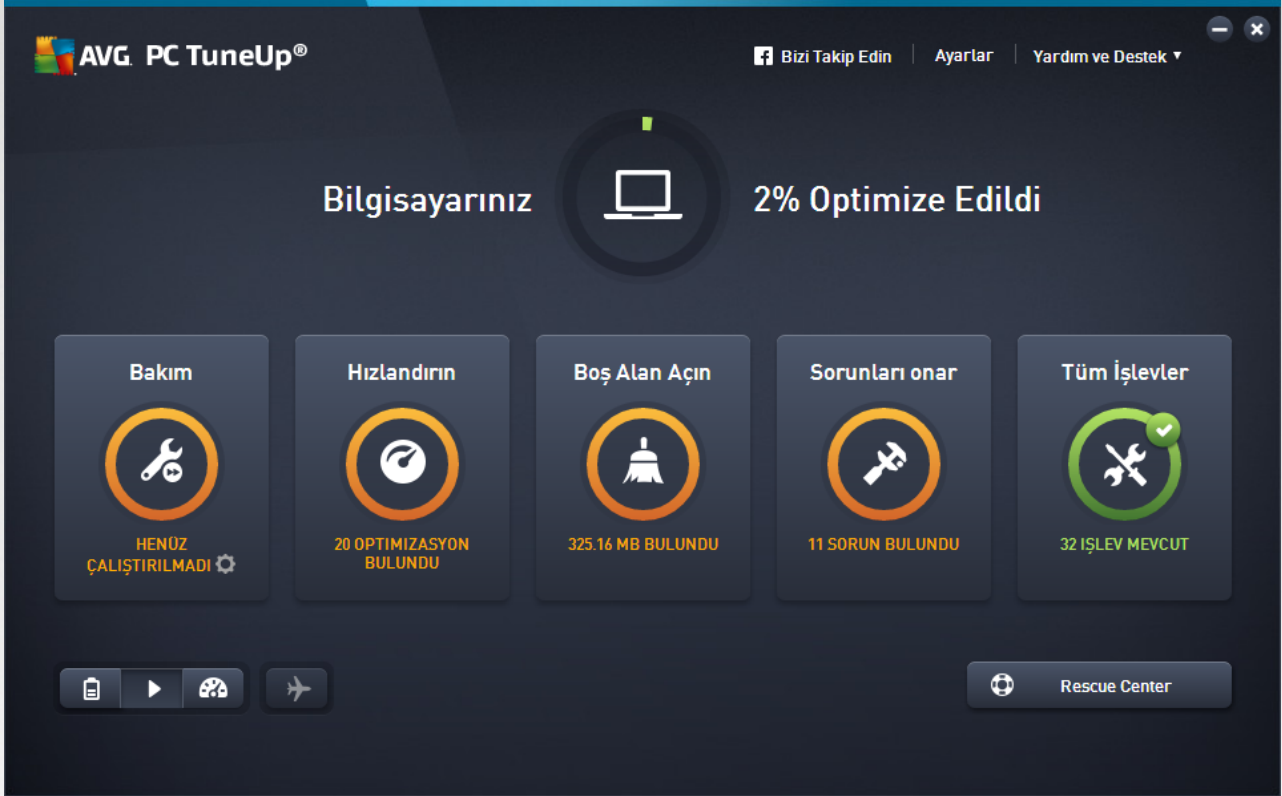 AVG. PC TuneUp®
Bizi Takip Edin
Ayarlar
Yardım ve Destek
Bilgisayarınız
2% Optimize Edildi
Bakım
HENÜZ
ÇALIŞTIRILMADI
Hızlandırın
20 OPTIMIZASYON
BULUNDU
Boş Alan Açın
325.16 MB BULUNDU
Sorunları onar
11 SORUN BULUNDU
Tüm İşlevler
32 IŞLEV MEVCUT
Rescue Center